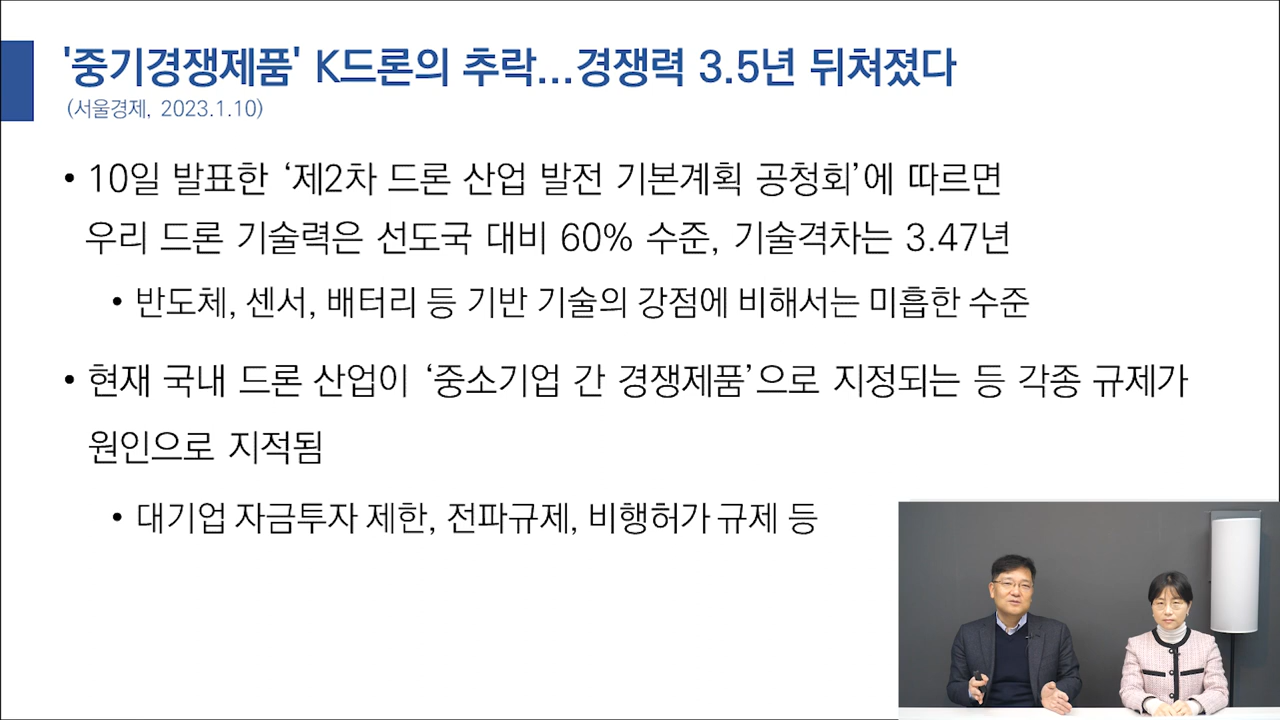 '중기경쟁제품' K드론의 추락...경쟁력 3.5년 뒤쳐졌다
(서울경제, 2023.1.10)
• 10일 발표한 ‘제2차 드론 산업 발전 기본계획 공청회’에 따르면
우리 드론 기술력은 선도국 대비 60% 수준, 기술격차는 3.47년
• 반도체, 센서, 배터리 등 기반 기술의 강점에 비해서는 미흡한 수준
• 현재 국내 드론 산업이 ‘중소기업 간 경쟁제품’으로 지정되는 등 각종 규제가
원인으로 지적됨
• 대기업 자금투자 제한, 전파규제, 비행허가 규제 등